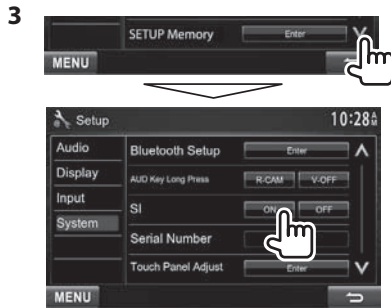 3
SETUP Memory Enter
MENU
Setup 10:28
Audio
Display
Input
System
Bluetooth Setup Enter
AUD Key Long Press R-CAM V-OFF
SI ON OFF
Serial Number
Touch Panel Adjust Enter
MENU